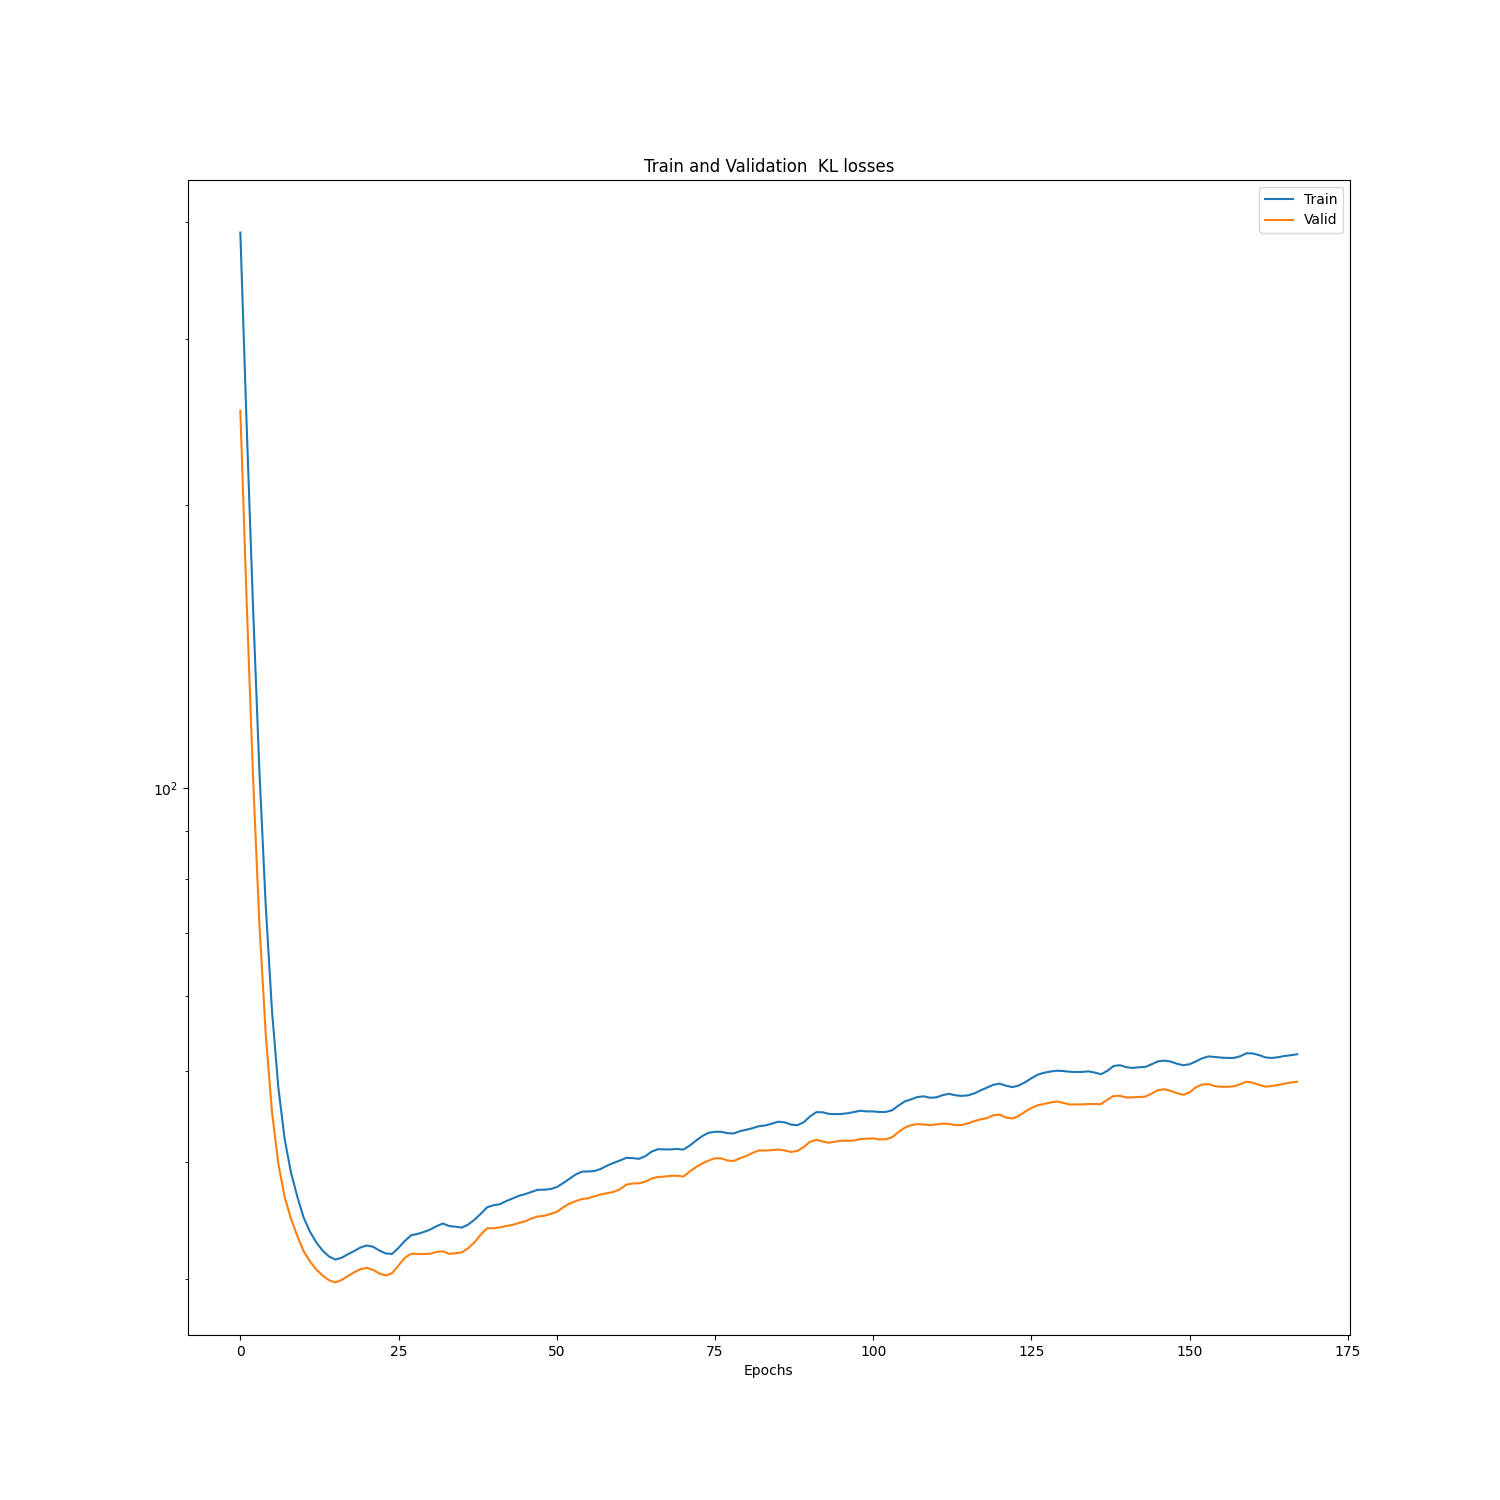 Train and Validation  KL losses
Train
Valid
10²
0 25 50 75 100 125 150 175
Epochs